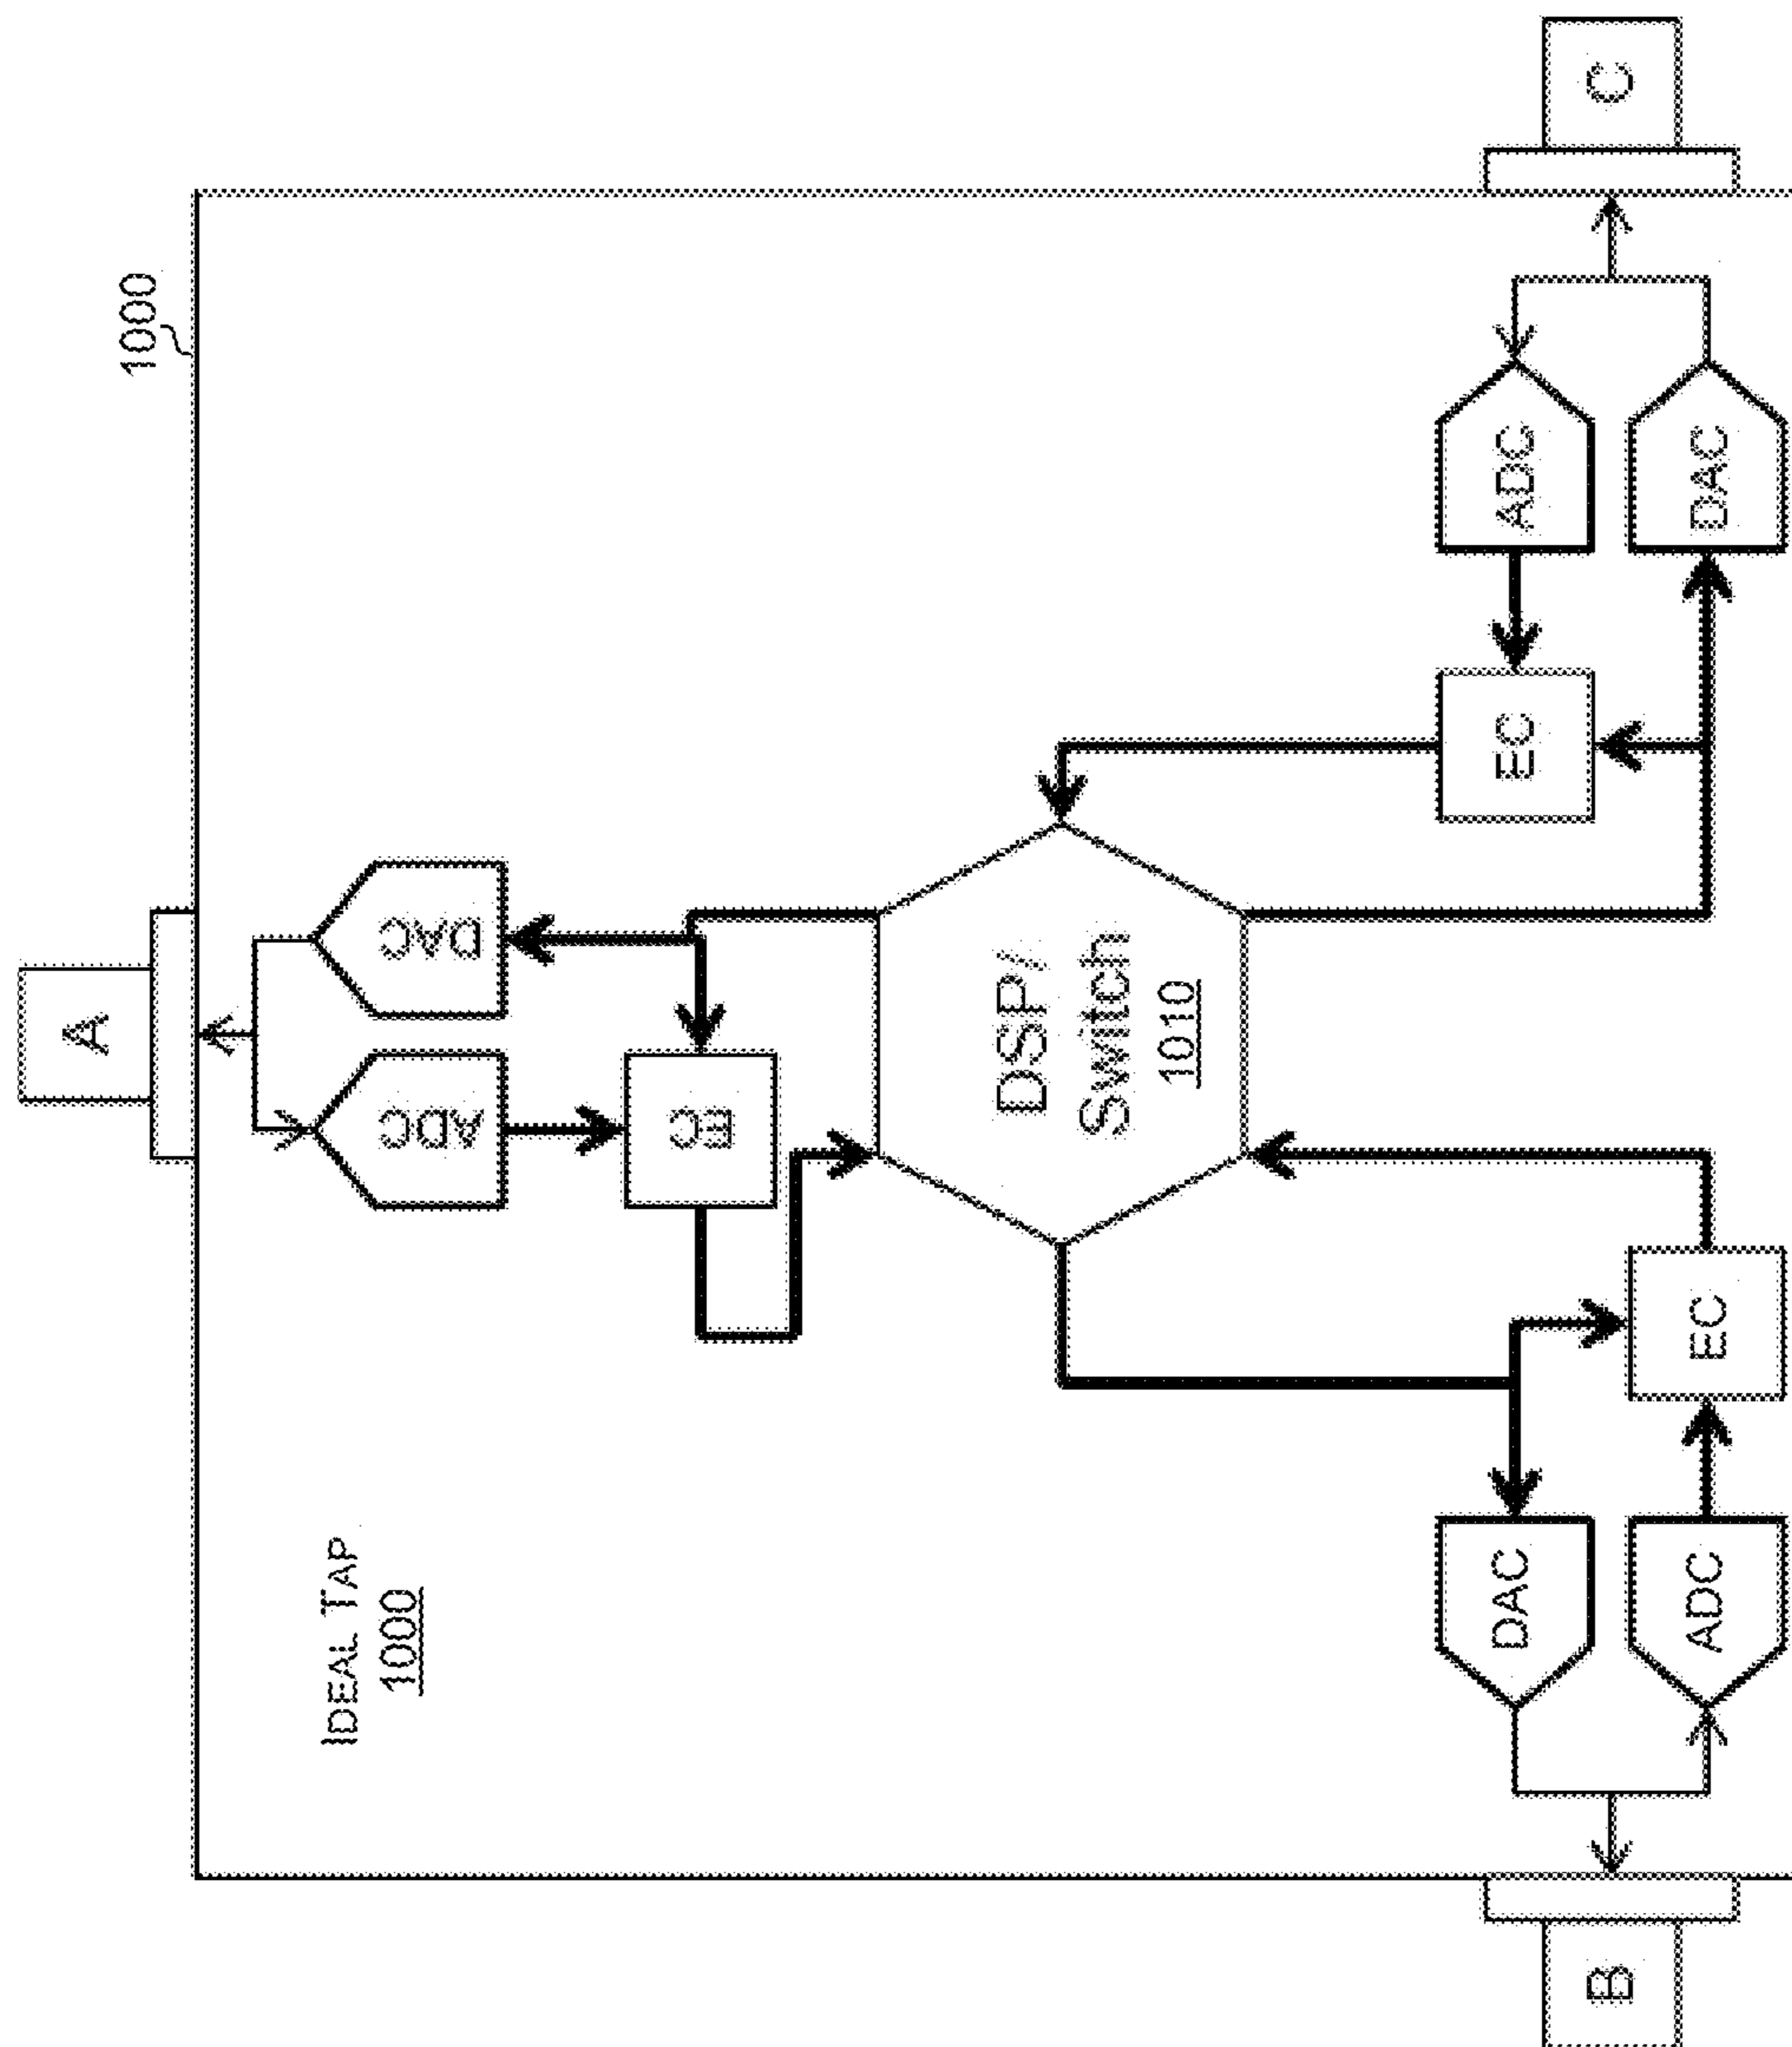 1000
A
IDEAL TAP
1000
ADC
DAC
EC
DSP/
Switch
1010
DAC
ADC
EC
EC
ADC
DAC
B
C